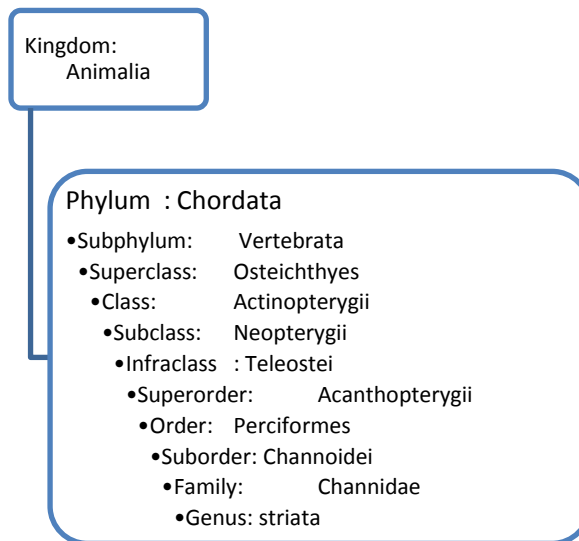 Kingdom:
Animalia
Phylum : Chordata
•Subphylum: Vertebrata
•Superclass: Osteichthyes
•Class: Actinopterygii
•Subclass: Neopterygii
•Infraclass : Teleostei
•Superorder: Acanthopterygii
•Order: Perciformes
•Suborder: Channoidei
•Family: Channidae
•Genus: striata